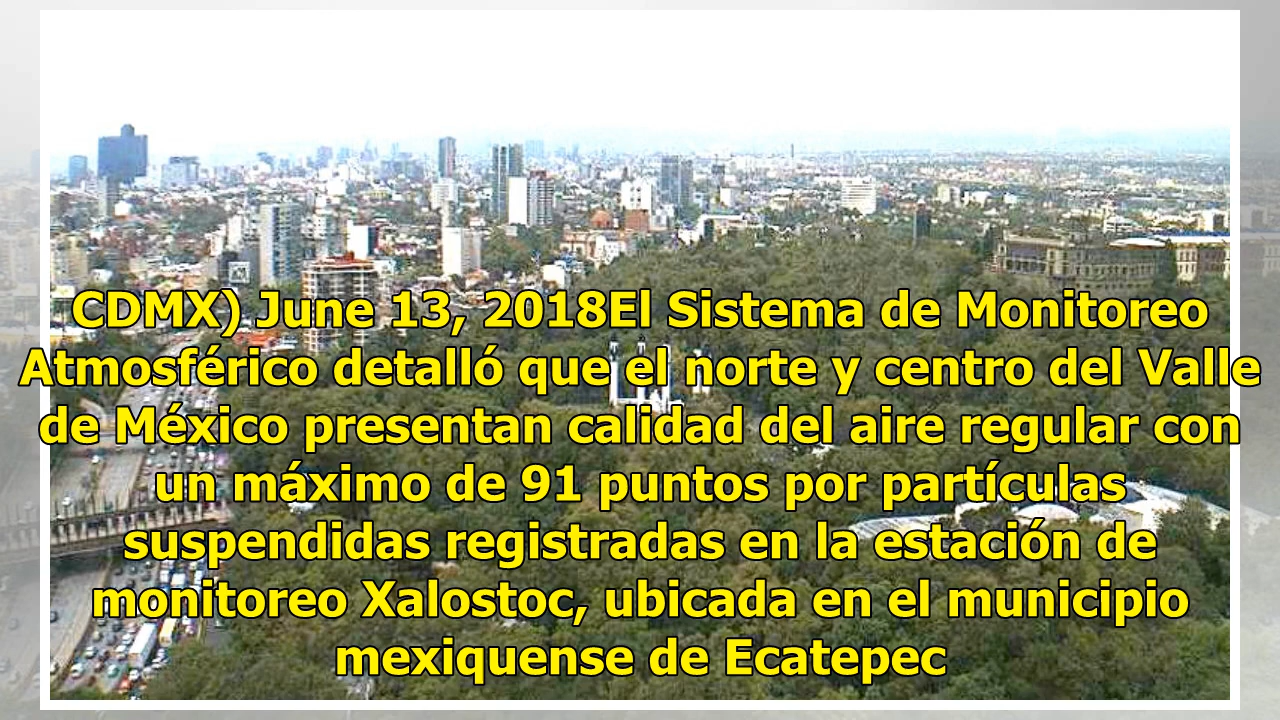 CDMX) June 13, 2018El Sistema de Monitoreo
Atmosférico detalló que el norte y centro del Valle
de México presentan calidad del aire regular con
un máximo de 91 puntos por partículas
suspendidas registradas en la estación de
monitoreo Xalostoc, ubicada en el municipio
mexiquense de Ecatepec